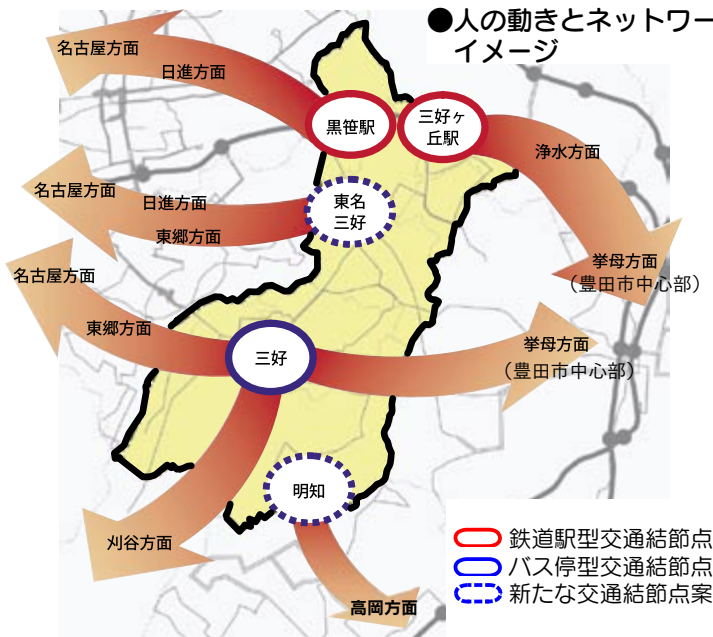 ●人の動きとネットワー
イメージ
名古屋方面
日進方面
黒笹駅
三好ヶ
丘駅
浄水方面
名古屋方面
日進方面
東郷方面
東名
三好
挙母方面
（豊田市中心部）
名古屋方面
東郷方面
三好
挙母方面
（豊田市中心部）
明知
刈谷方面
高岡方面
鉄道駅型交通結節点
バス停型交通結節点
新たな交通結節点案